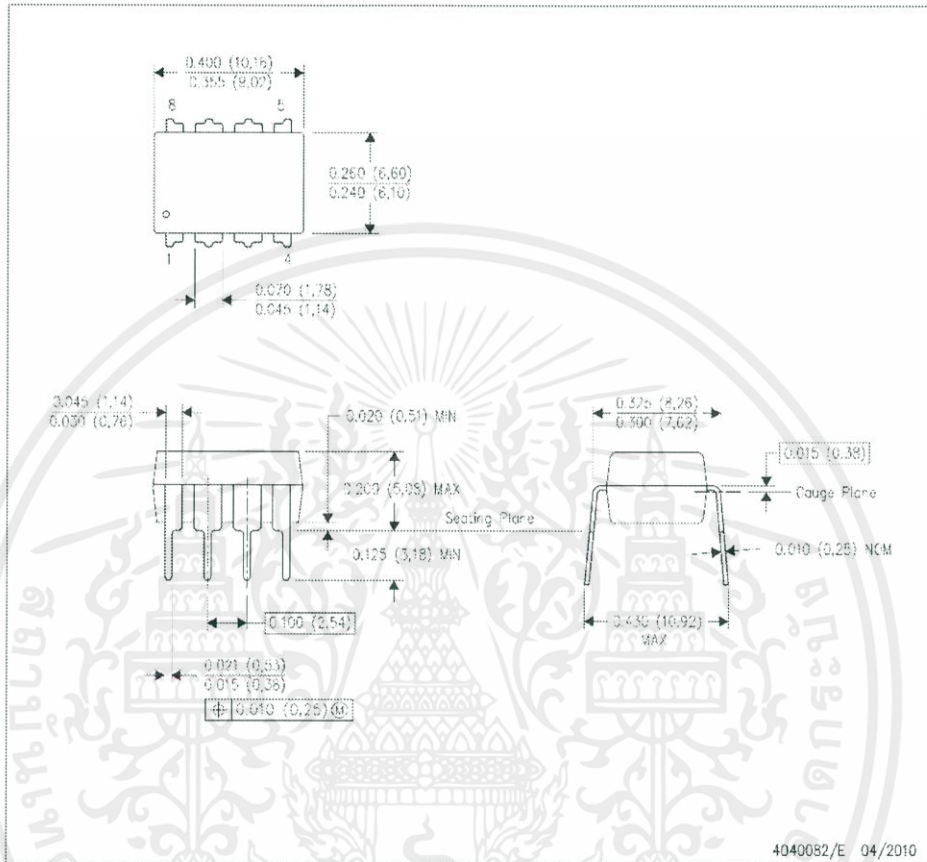 0.400 (10,16)
0.355 (9,02)
8 5
0.260 (6,60)
0.240 (6,10)
1 4
0.070 (1,78)
0.045 (1,14)
0.045 (1,14)
0.030 (0,76)
0.020 (0,51) MIN
0.200 (5,08) MAX
Seating Plane
0.125 (3,18) MIN
0.100 (2,54)
0.021 (0,53)
0.015 (0,38)
⌖ 0.010 (0,25) Ⓜ
0.325 (8,26)
0.300 (7,62)
0.015 (0,38)
Gauge Plane
0.010 (0,25) NOM
0.430 (10,92)
MAX
4040082/E 04/2010